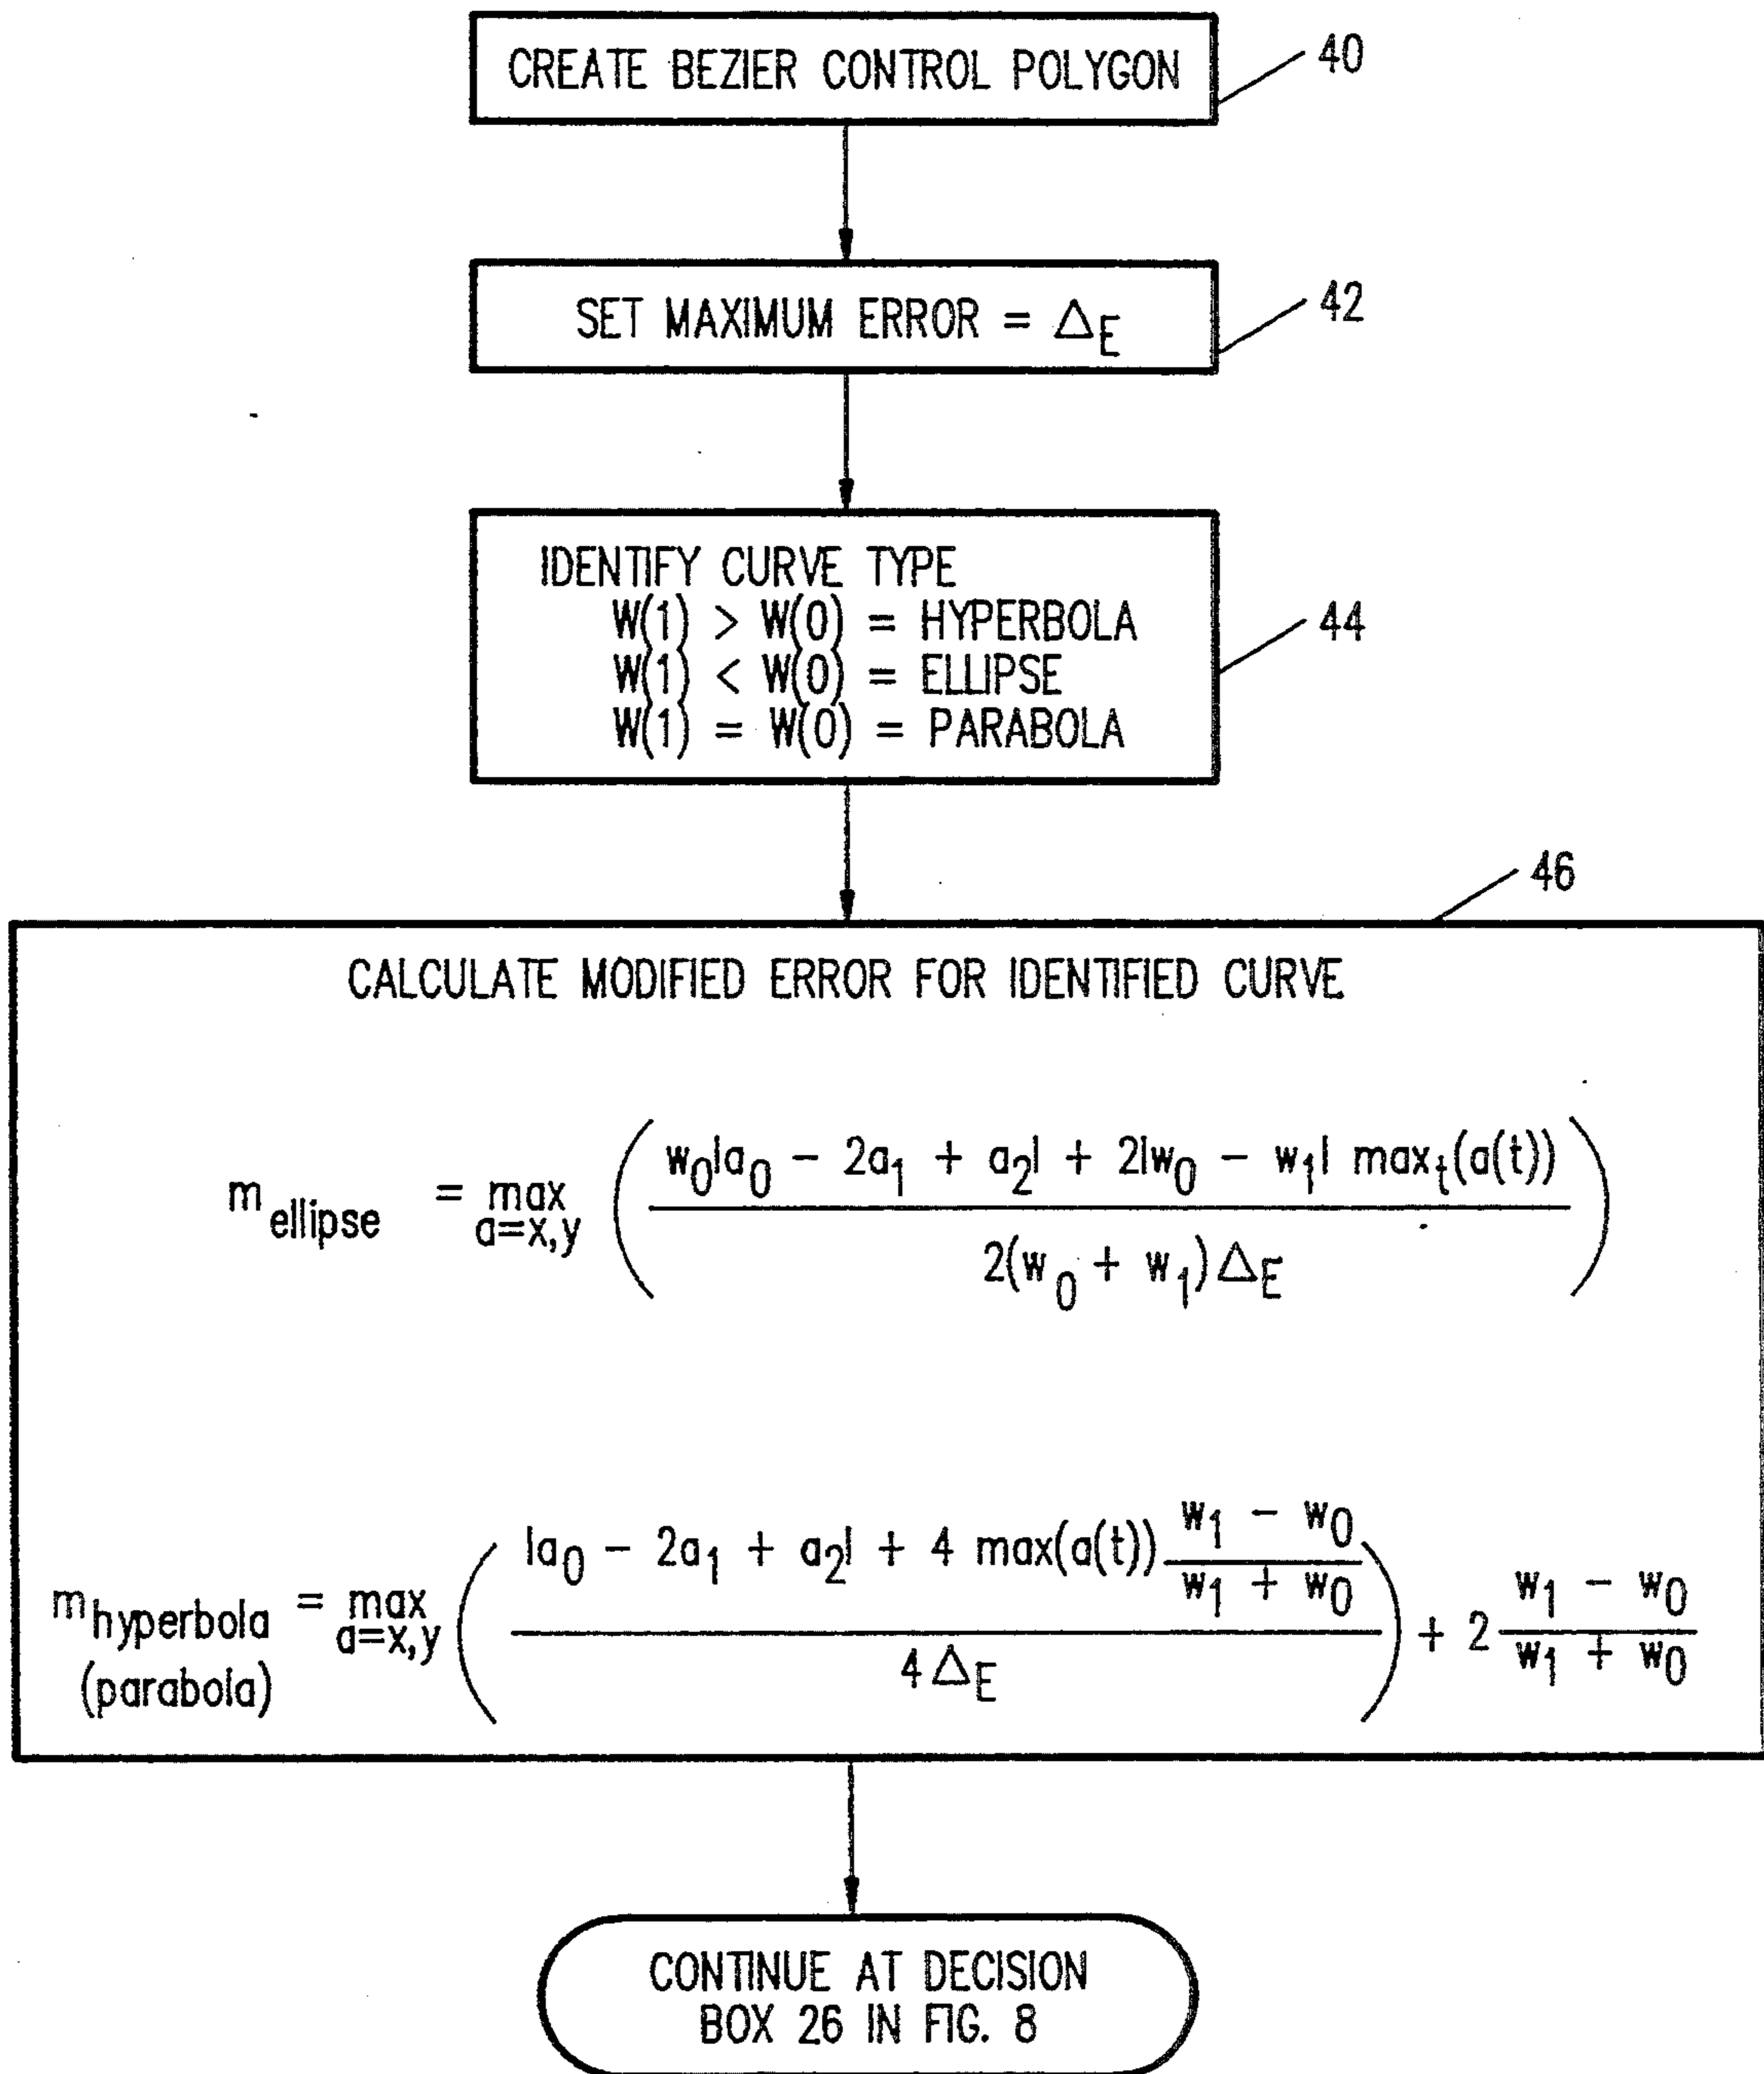 CREATE BEZIER CONTROL POLYGON
40
SET MAXIMUM ERROR = Δ_E
42
IDENTIFY CURVE TYPE
W(1) > W(0) = HYPERBOLA
W(1) < W(0) = ELLIPSE
W(1) = W(0) = PARABOLA
44
46
CALCULATE MODIFIED ERROR FOR IDENTIFIED CURVE
m_ellipse = max_{a=x,y} ( (w_0|a_0 - 2a_1 + a_2| + 2|w_0 - w_1| max_t(a(t))) / (2(w_0 + w_1)Δ_E) )
m_hyperbola (parabola) = max_{a=x,y} ( (|a_0 - 2a_1 + a_2| + 4 max(a(t)) (w_1 - w_0)/(w_1 + w_0)) / (4Δ_E) ) + 2 (w_1 - w_0)/(w_1 + w_0)
CONTINUE AT DECISION
BOX 26 IN FIG. 8